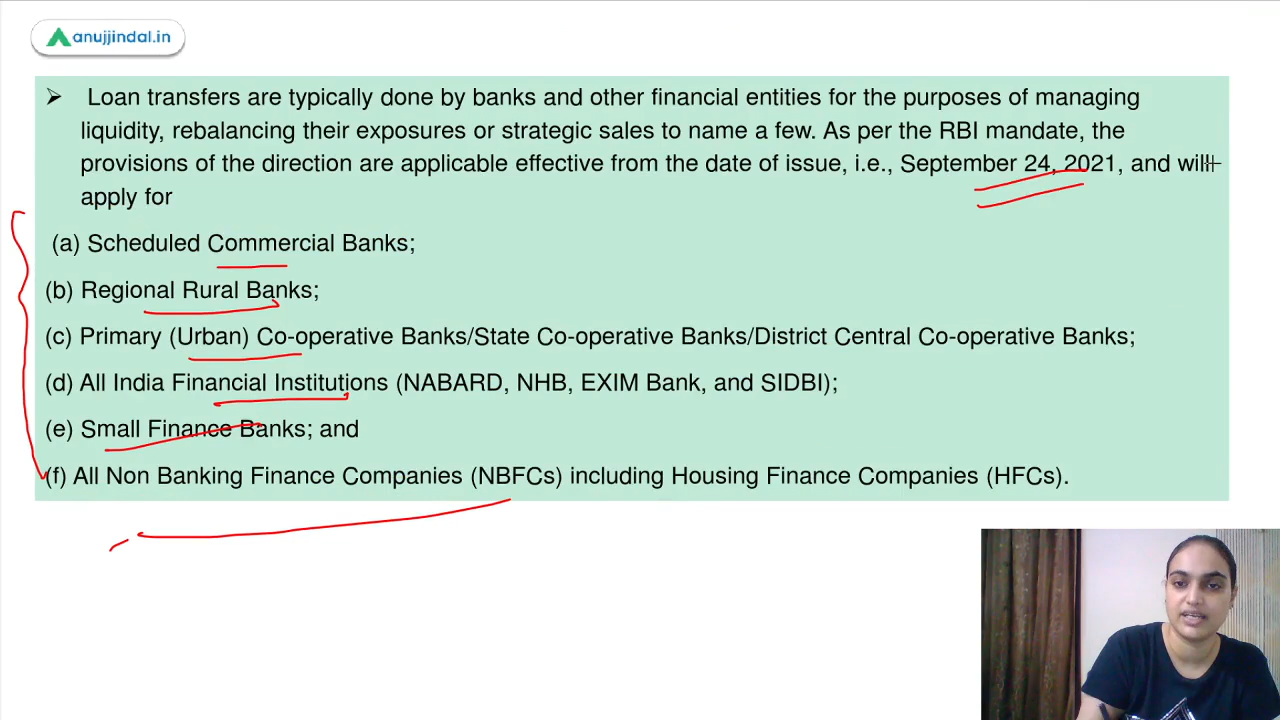 anujjindal.in
➢ Loan transfers are typically done by banks and other financial entities for the purposes of managing
liquidity, rebalancing their exposures or strategic sales to name a few. As per the RBI mandate, the
provisions of the direction are applicable effective from the date of issue, i.e., September 24, 2021, and will
apply for
(a) Scheduled Commercial Banks;
(b) Regional Rural Banks;
(c) Primary (Urban) Co-operative Banks/State Co-operative Banks/District Central Co-operative Banks;
(d) All India Financial Institutions (NABARD, NHB, EXIM Bank, and SIDBI);
(e) Small Finance Banks; and
(f) All Non Banking Finance Companies (NBFCs) including Housing Finance Companies (HFCs).